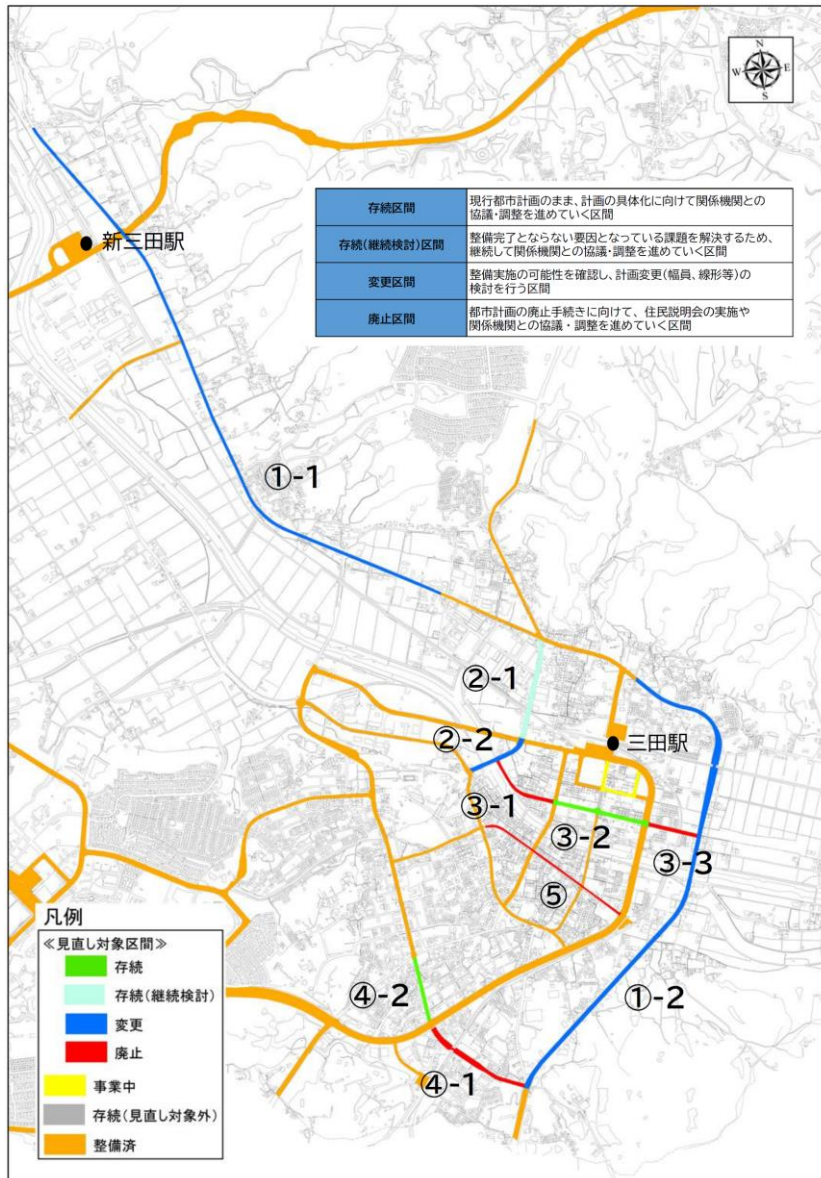 N
W E
S
新三田駅
存続区間
現行都市計画のまま、計画の具体化に向けて関係機関との
協議・調整を進めていく区間
存続(継続検討)区間
整備完了とならない要因となっている課題を解決するため、
継続して関係機関との協議・調整を進めていく区間
変更区間
整備実施の可能性を確認し、計画変更(幅員、線形等)の
検討を行う区間
廃止区間
都市計画の廃止手続きに向けて、住民説明会の実施や
関係機関との協議・調整を進めていく区間
①-1
②-1
②-2
三田駅
③-1
③-2
③-3
⑤
④-2
①-2
④-1
凡例
≪見直し対象区間≫
存続
存続(継続検討)
変更
廃止
事業中
存続(見直し対象外)
整備済